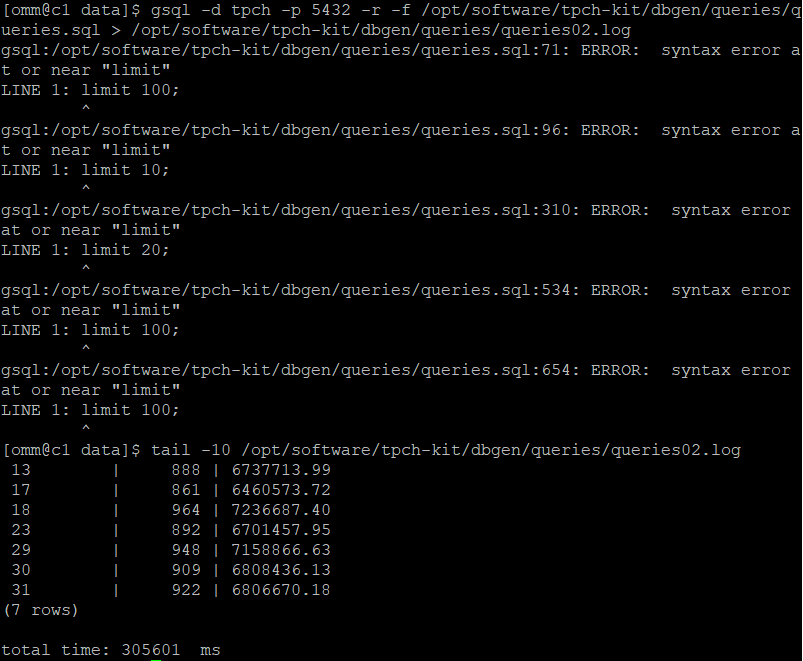 [omm@c1 data]$ gsql -d tpch -p 5432 -r -f /opt/software/tpch-kit/dbgen/queries/q
ueries.sql > /opt/software/tpch-kit/dbgen/queries/queries02.log
gsql:/opt/software/tpch-kit/dbgen/queries/queries.sql:71: ERROR:  syntax error a
t or near "limit"
LINE 1: limit 100;
        ^
gsql:/opt/software/tpch-kit/dbgen/queries/queries.sql:96: ERROR:  syntax error a
t or near "limit"
LINE 1: limit 10;
        ^
gsql:/opt/software/tpch-kit/dbgen/queries/queries.sql:310: ERROR:  syntax error
at or near "limit"
LINE 1: limit 20;
        ^
gsql:/opt/software/tpch-kit/dbgen/queries/queries.sql:534: ERROR:  syntax error
at or near "limit"
LINE 1: limit 100;
        ^
gsql:/opt/software/tpch-kit/dbgen/queries/queries.sql:654: ERROR:  syntax error
at or near "limit"
LINE 1: limit 100;
        ^
[omm@c1 data]$ tail -10 /opt/software/tpch-kit/dbgen/queries/queries02.log
 13        |     888 | 6737713.99
 17        |     861 | 6460573.72
 18        |     964 | 7236687.40
 23        |     892 | 6701457.95
 29        |     948 | 7158866.63
 30        |     909 | 6808436.13
 31        |     922 | 6806670.18
(7 rows)
total time: 305601  ms